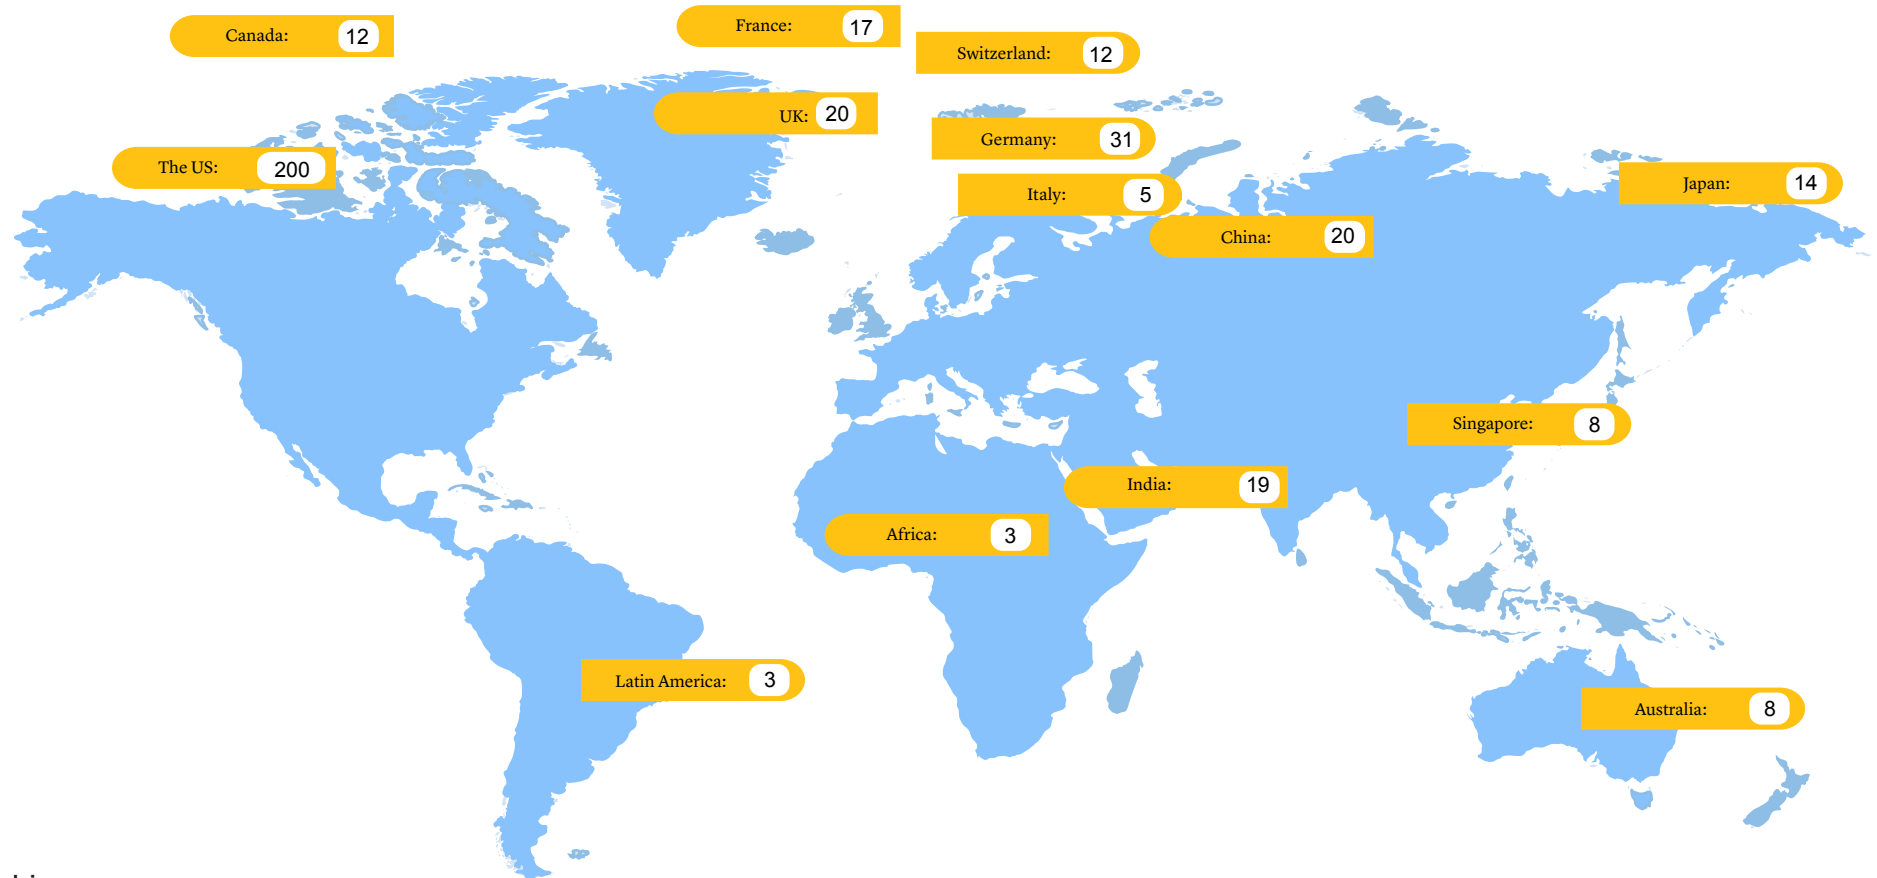 Canada: 12
France: 17
Switzerland: 12
UK: 20
Germany: 31
The US: 200
Italy: 5
Japan: 14
China: 20
Singapore: 8
India: 19
Africa: 3
Latin America: 3
Australia: 8